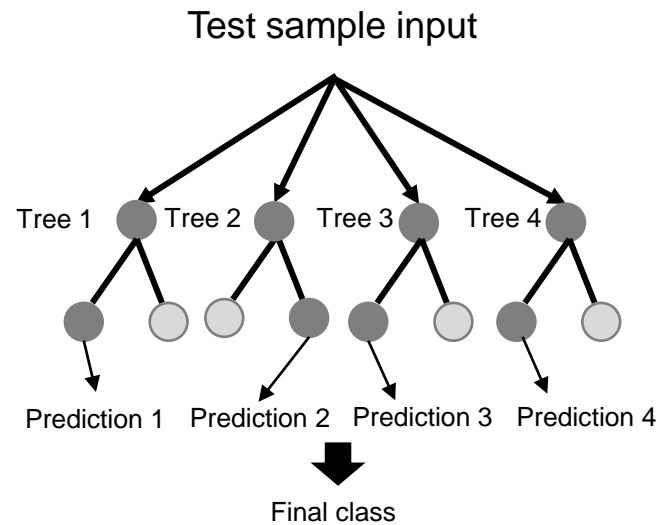 Test sample input
Tree 1 Tree 2 Tree 3 Tree 4
Prediction 1 Prediction 2 Prediction 3 Prediction 4
Final class